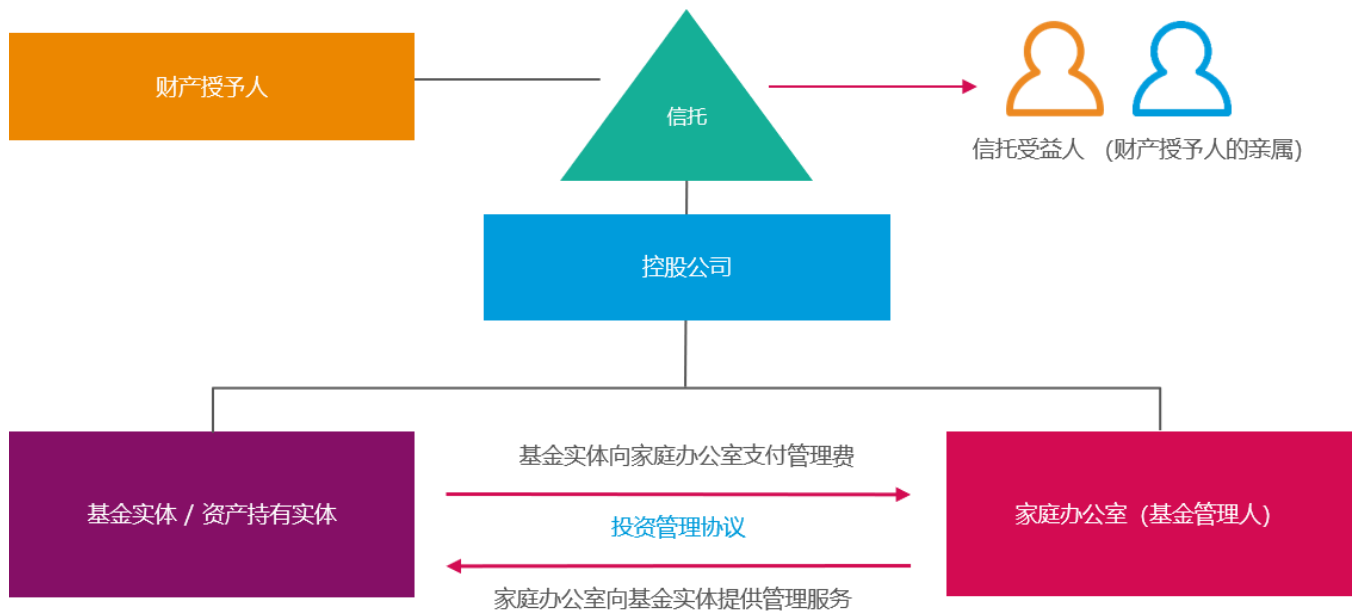 财产授予人
信托
信托受益人 （财产授予人的亲属）
控股公司
基金实体向家庭办公室支付管理费
基金实体 / 资产持有实体
投资管理协议
家庭办公室（基金管理人）
家庭办公室向基金实体提供管理服务